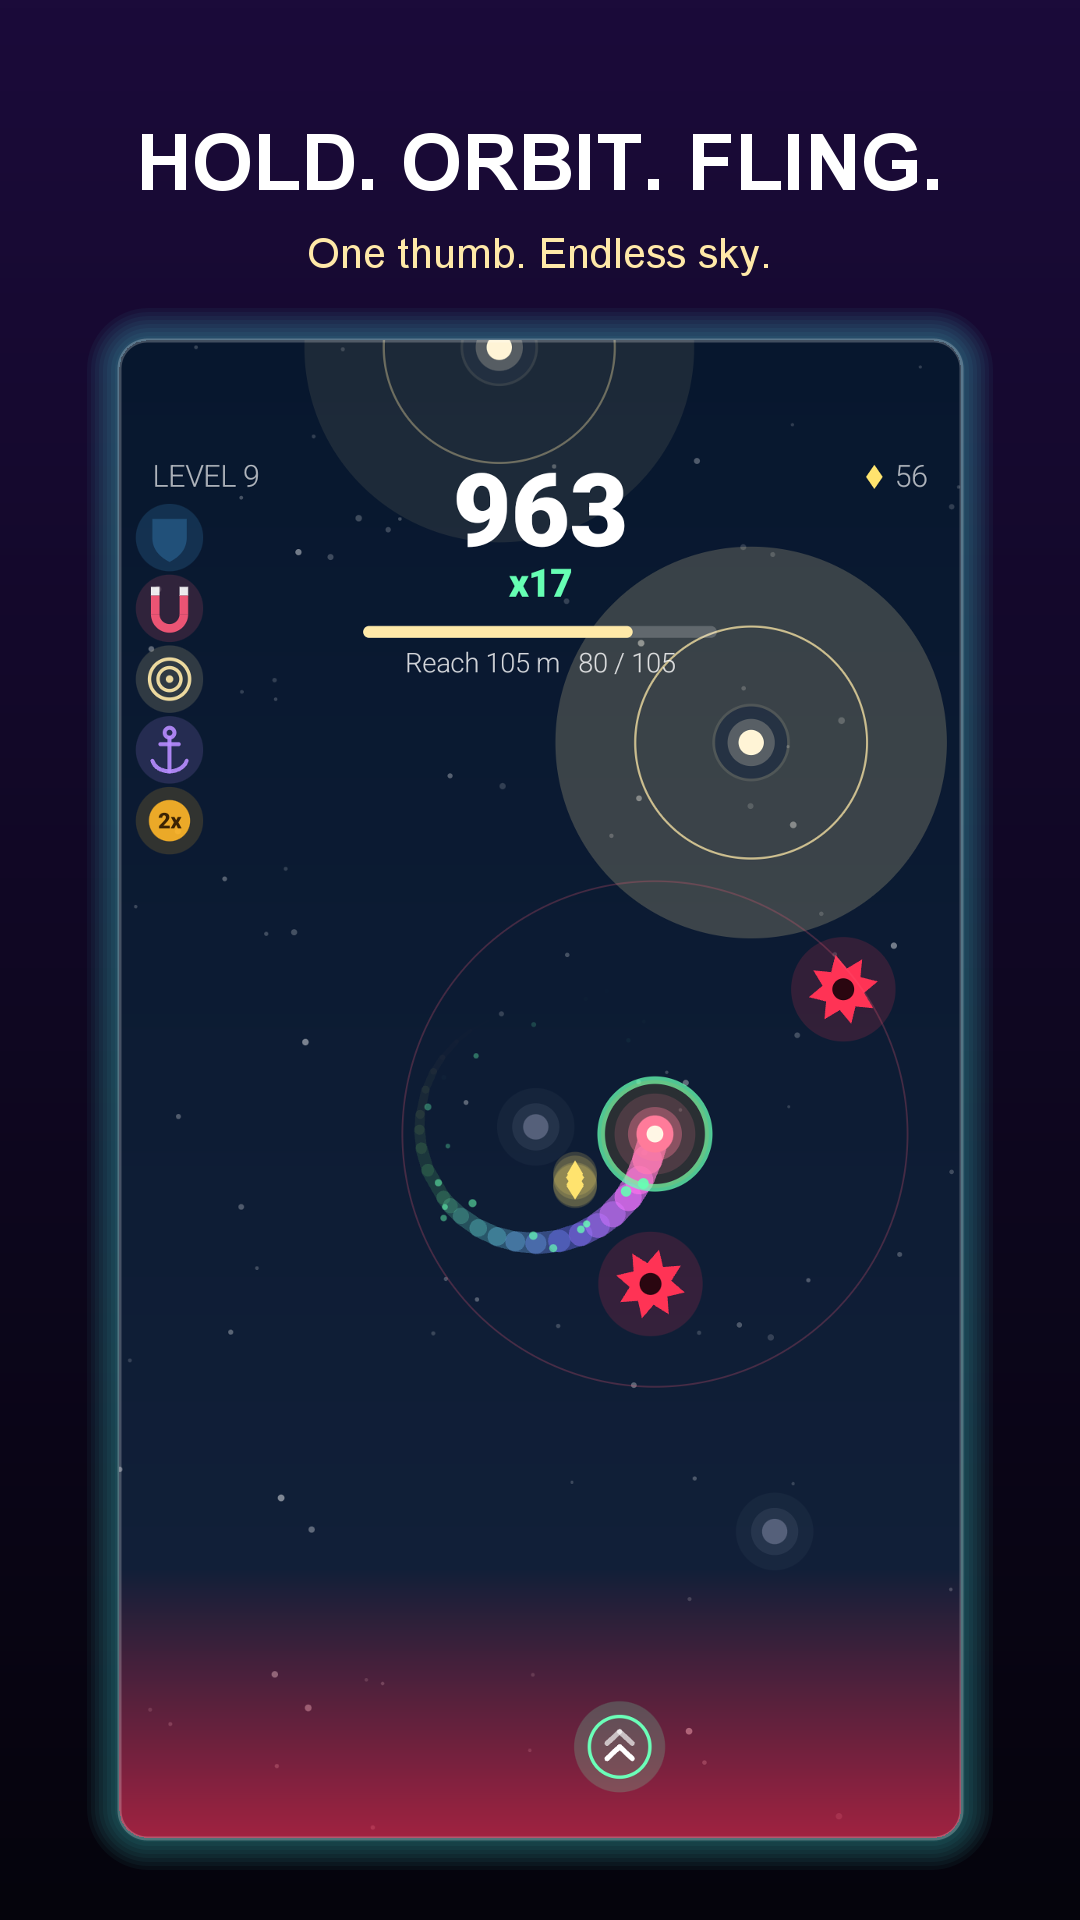 HOLD. ORBIT. FLING.
One thumb. Endless sky.
LEVEL 9
963
56
x17
Reach 105 m 80 / 105
2x